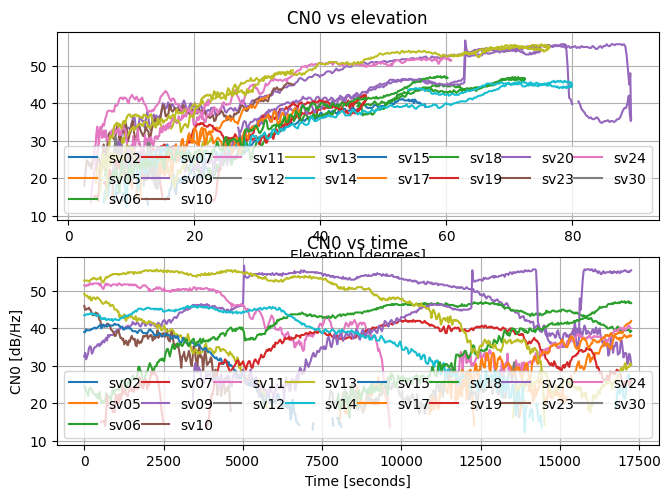 CN0 vs elevation
50
40
30
20
10
sv02 sv07 sv11 sv13 sv15 sv18 sv20 sv24
sv05 sv09 sv12 sv14 sv17 sv19 sv23 sv30
sv06 sv10
0 20 40 60 80
Elevation [degrees]
CN0 vs time
CN0 [dB/Hz]
50
40
30
20
10
sv02 sv07 sv11 sv13 sv15 sv18 sv20 sv24
sv05 sv09 sv12 sv14 sv17 sv19 sv23 sv30
sv06 sv10
0 2500 5000 7500 10000 12500 15000 17500
Time [seconds]